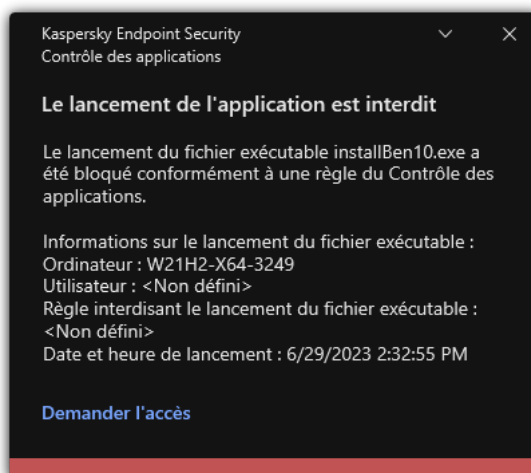 Kaspersky Endpoint Security
Contrôle des applications
Le lancement de l'application est interdit
Le lancement du fichier exécutable installBen10.exe a
été bloqué conformément à une règle du Contrôle des
applications.
Informations sur le lancement du fichier exécutable :
Ordinateur : W21H2-X64-3249
Utilisateur : <Non défini>
Règle interdisant le lancement du fichier exécutable :
<Non défini>
Date et heure de lancement : 6/29/2023 2:32:55 PM
Demander l'accès